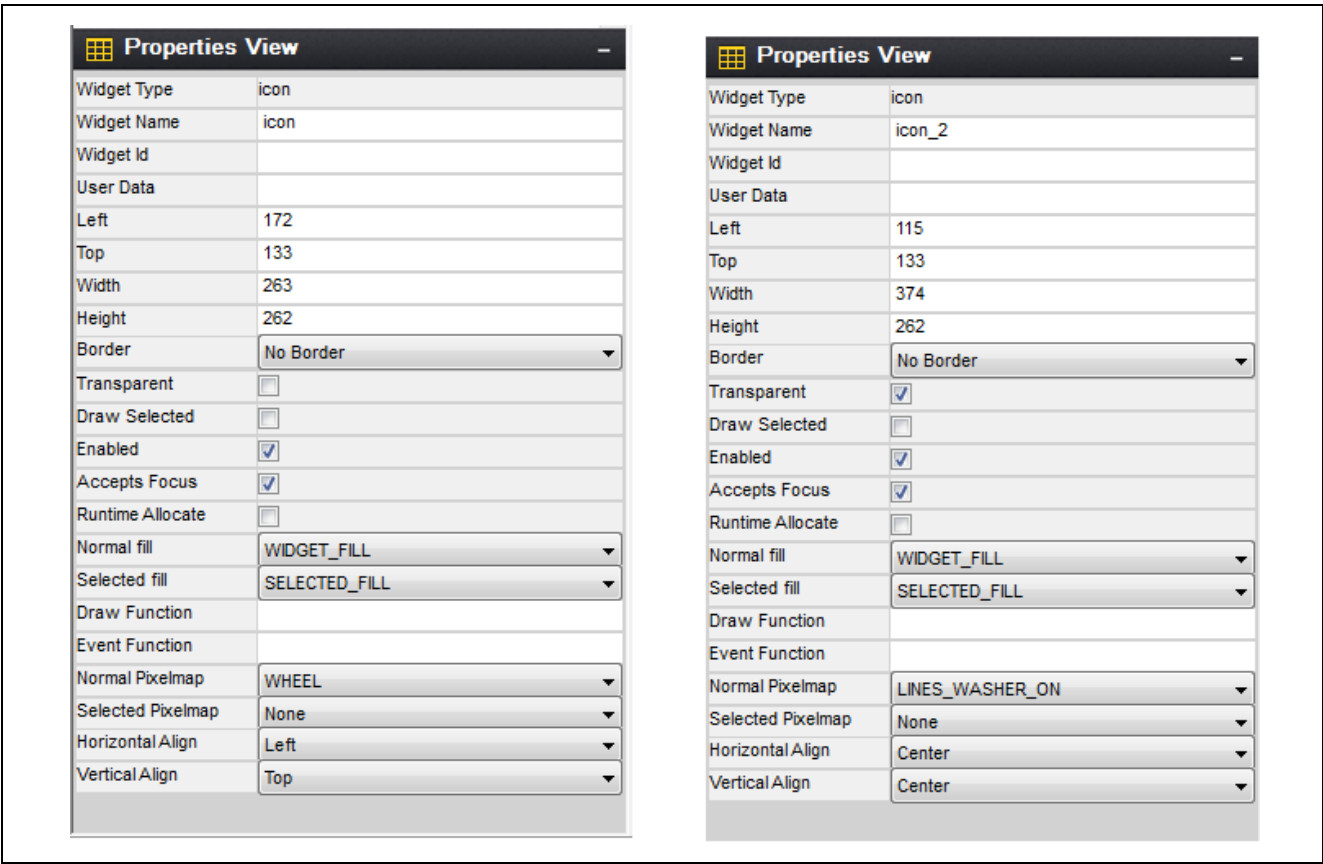 Properties View
Widget Type icon
Widget Name icon
Widget Id
User Data
Left 172
Top 133
Width 263
Height 262
Border No Border
Transparent
Draw Selected
Enabled
Accepts Focus
Runtime Allocate
Normal fill WIDGET_FILL
Selected fill SELECTED_FILL
Draw Function
Event Function
Normal Pixelmap WHEEL
Selected Pixelmap None
Horizontal Align Left
Vertical Align Top
Properties View
Widget Type icon
Widget Name icon_2
Widget Id
User Data
Left 115
Top 133
Width 374
Height 262
Border No Border
Transparent
Draw Selected
Enabled
Accepts Focus
Runtime Allocate
Normal fill WIDGET_FILL
Selected fill SELECTED_FILL
Draw Function
Event Function
Normal Pixelmap LINES_WASHER_ON
Selected Pixelmap None
Horizontal Align Center
Vertical Align Center